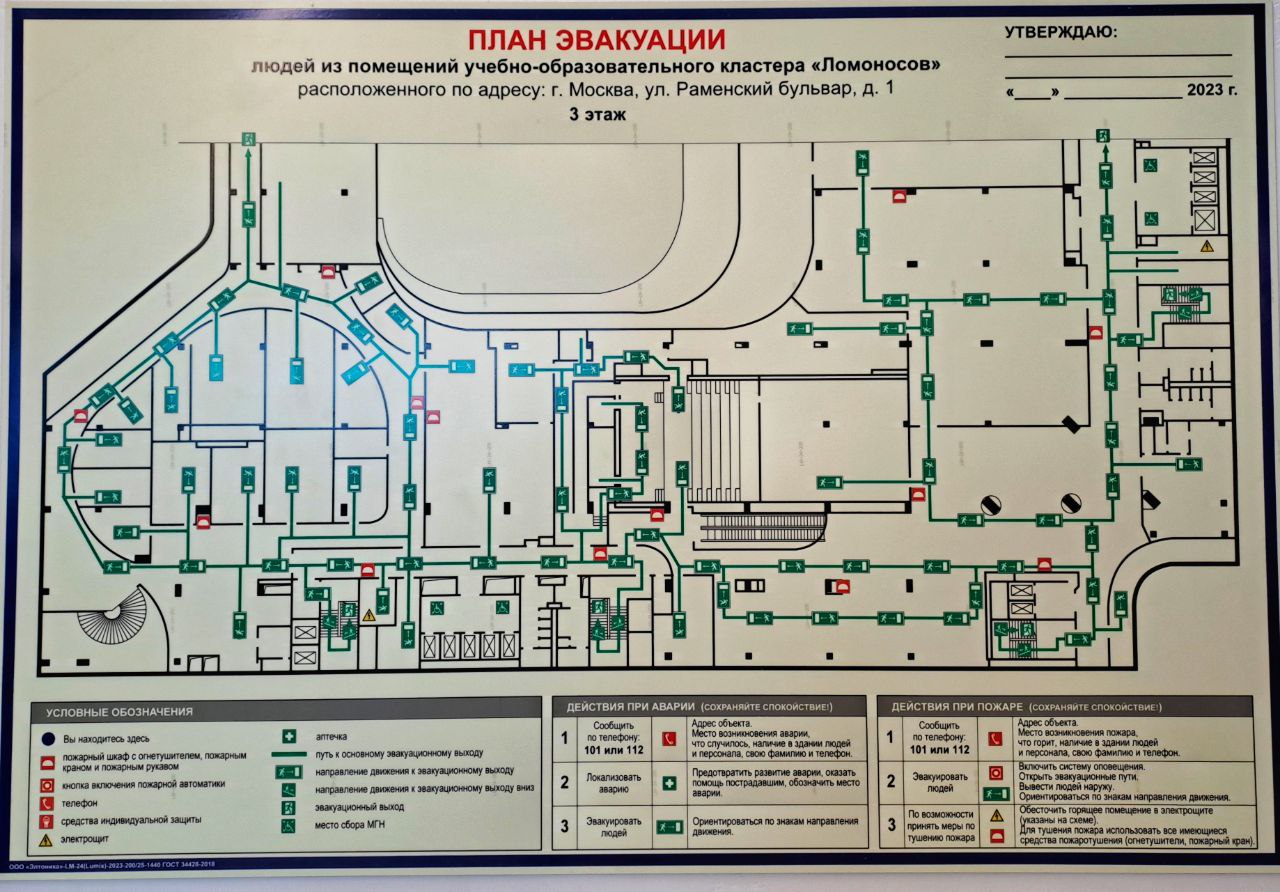 ПЛАН ЭВАКУАЦИИ
людей из помещений учебно-образовательного кластера «Ломоносов»
расположенного по адресу: г. Москва, ул. Раменский бульвар, д. 1
3 этаж
УТВЕРЖДАЮ:
«____» ______________ 2023 г.
УСЛОВНЫЕ ОБОЗНАЧЕНИЯ
Вы находитесь здесь
пожарный шкаф с огнетушителем, пожарным
краном и пожарным рукавом
кнопка включения пожарной автоматики
телефон
средства индивидуальной защиты
электрощит
аптечка
путь к основному эвакуационному выходу
направление движения к эвакуационному выходу
направление движения к эвакуационному выходу вниз
эвакуационный выход
место сбора МГН
ДЕЙСТВИЯ ПРИ АВАРИИ (СОХРАНЯЙТЕ СПОКОЙСТВИЕ!)
1
Сообщить
по телефону:
101 или 112
Адрес объекта.
Место возникновения аварии,
что случилось, наличие в здании людей
и персонала, свою фамилию и телефон.
2
Локализовать
аварию
Предотвратить развитие аварии, оказать
помощь пострадавшим, обозначить место
аварии.
3
Эвакуировать
людей
Ориентироваться по знакам направления
движения.
ДЕЙСТВИЯ ПРИ ПОЖАРЕ (СОХРАНЯЙТЕ СПОКОЙСТВИЕ!)
1
Сообщить
по телефону:
101 или 112
Адрес объекта.
Место возникновения пожара,
что горит, наличие в здании людей
и персонала, свою фамилию и телефон.
2
Эвакуировать
людей
Включить систему оповещения.
Открыть эвакуационные пути.
Вывести людей наружу.
Ориентироваться по знакам направления движения.
3
По возможности
принять меры по
тушению пожара
Обесточить горящее помещение в электрощите
(указаны на схеме).
Для тушения пожара использовать все имеющиеся
средства пожаротушения (огнетушители, пожарный кран).
ООО «Элтоника»-LM-24(Lumix)-2023-200/25-1440 ГОСТ 34428-2018